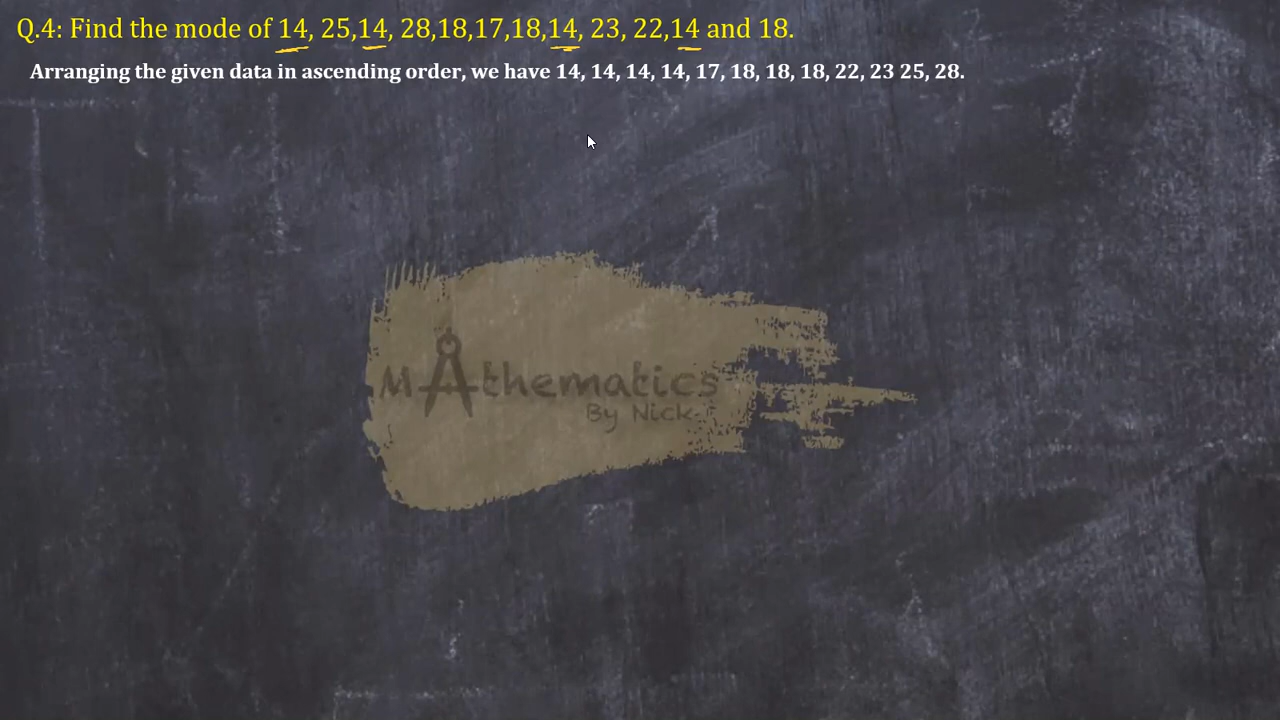 Q.4: Find the mode of 14, 25,14, 28,18,17,18,14, 23, 22,14 and 18.
Arranging the given data in ascending order, we have 14, 14, 14, 14, 17, 18, 18, 18, 22, 23 25, 28.
MAthematics
By Nick